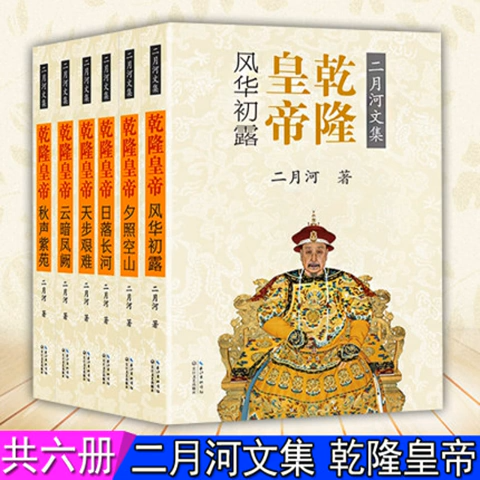 二月河文集
乾隆皇帝
风华初露
二月河 著
二月河文集 乾隆皇帝 秋声紫苑 二月河 著
二月河文集 乾隆皇帝 云暗凤阙 二月河 著
二月河文集 乾隆皇帝 天步艰难 二月河 著
二月河文集 乾隆皇帝 日落长河 二月河 著
二月河文集 乾隆皇帝 夕照空山 二月河 著
二月河文集 乾隆皇帝 风华初露 二月河 著
共六册 二月河文集 乾隆皇帝